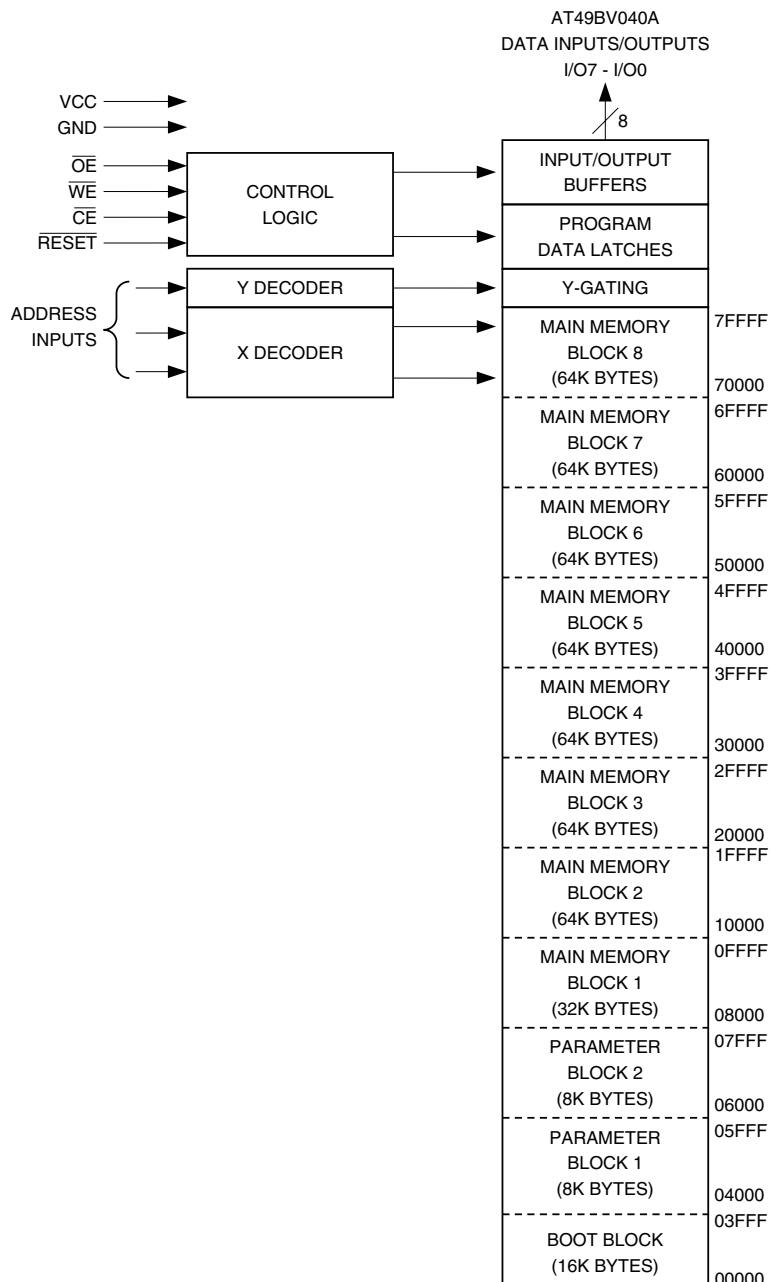 AT49BV040A
DATA INPUTS/OUTPUTS
I/O7 - I/O0
8
VCC
GND
OE
WE
CE
RESET
CONTROL
LOGIC
INPUT/OUTPUT
BUFFERS
PROGRAM
DATA LATCHES
ADDRESS
INPUTS
Y DECODER
Y-GATING
X DECODER
MAIN MEMORY
BLOCK 8
(64K BYTES)
7FFFF
70000
MAIN MEMORY
BLOCK 7
(64K BYTES)
6FFFF
60000
MAIN MEMORY
BLOCK 6
(64K BYTES)
5FFFF
50000
MAIN MEMORY
BLOCK 5
(64K BYTES)
4FFFF
40000
MAIN MEMORY
BLOCK 4
(64K BYTES)
3FFFF
30000
MAIN MEMORY
BLOCK 3
(64K BYTES)
2FFFF
20000
MAIN MEMORY
BLOCK 2
(64K BYTES)
1FFFF
10000
MAIN MEMORY
BLOCK 1
(32K BYTES)
0FFFF
08000
PARAMETER
BLOCK 2
(8K BYTES)
07FFF
06000
PARAMETER
BLOCK 1
(8K BYTES)
05FFF
04000
BOOT BLOCK
(16K BYTES)
03FFF
00000